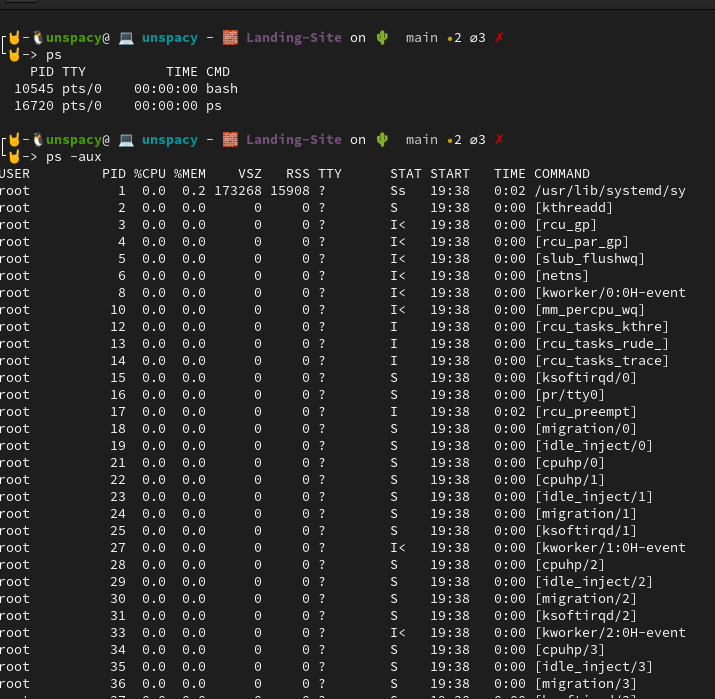 🤘-🐧unspacy@ 💻 unspacy - 🧱 Landing-Site on 🌵 main •2 ⌀3 ✗
🤘-> ps
PID TTY TIME CMD
10545 pts/0 00:00:00 bash
16720 pts/0 00:00:00 ps
🤘-🐧unspacy@ 💻 unspacy - 🧱 Landing-Site on 🌵 main •2 ⌀3 ✗
🤘-> ps -aux
USER PID %CPU %MEM VSZ RSS TTY STAT START TIME COMMAND
root 1 0.0 0.2 173268 15908 ? Ss 19:38 0:02 /usr/lib/systemd/sy
root 2 0.0 0.0 0 0 ? S 19:38 0:00 [kthreadd]
root 3 0.0 0.0 0 0 ? I< 19:38 0:00 [rcu_gp]
root 4 0.0 0.0 0 0 ? I< 19:38 0:00 [rcu_par_gp]
root 5 0.0 0.0 0 0 ? I< 19:38 0:00 [slub_flushwq]
root 6 0.0 0.0 0 0 ? I< 19:38 0:00 [netns]
root 8 0.0 0.0 0 0 ? I< 19:38 0:00 [kworker/0:0H-event
root 10 0.0 0.0 0 0 ? I< 19:38 0:00 [mm_percpu_wq]
root 12 0.0 0.0 0 0 ? I 19:38 0:00 [rcu_tasks_kthre]
root 13 0.0 0.0 0 0 ? I 19:38 0:00 [rcu_tasks_rude_]
root 14 0.0 0.0 0 0 ? I 19:38 0:00 [rcu_tasks_trace]
root 15 0.0 0.0 0 0 ? S 19:38 0:00 [ksoftirqd/0]
root 16 0.0 0.0 0 0 ? S 19:38 0:00 [pr/tty0]
root 17 0.0 0.0 0 0 ? I 19:38 0:02 [rcu_preempt]
root 18 0.0 0.0 0 0 ? S 19:38 0:00 [migration/0]
root 19 0.0 0.0 0 0 ? S 19:38 0:00 [idle_inject/0]
root 21 0.0 0.0 0 0 ? S 19:38 0:00 [cpuhp/0]
root 22 0.0 0.0 0 0 ? S 19:38 0:00 [cpuhp/1]
root 23 0.0 0.0 0 0 ? S 19:38 0:00 [idle_inject/1]
root 24 0.0 0.0 0 0 ? S 19:38 0:00 [migration/1]
root 25 0.0 0.0 0 0 ? S 19:38 0:00 [ksoftirqd/1]
root 27 0.0 0.0 0 0 ? I< 19:38 0:00 [kworker/1:0H-event
root 28 0.0 0.0 0 0 ? S 19:38 0:00 [cpuhp/2]
root 29 0.0 0.0 0 0 ? S 19:38 0:00 [idle_inject/2]
root 30 0.0 0.0 0 0 ? S 19:38 0:00 [migration/2]
root 31 0.0 0.0 0 0 ? S 19:38 0:00 [ksoftirqd/2]
root 33 0.0 0.0 0 0 ? I< 19:38 0:00 [kworker/2:0H-event
root 34 0.0 0.0 0 0 ? S 19:38 0:00 [cpuhp/3]
root 35 0.0 0.0 0 0 ? S 19:38 0:00 [idle_inject/3]
root 36 0.0 0.0 0 0 ? S 19:38 0:00 [migration/3]